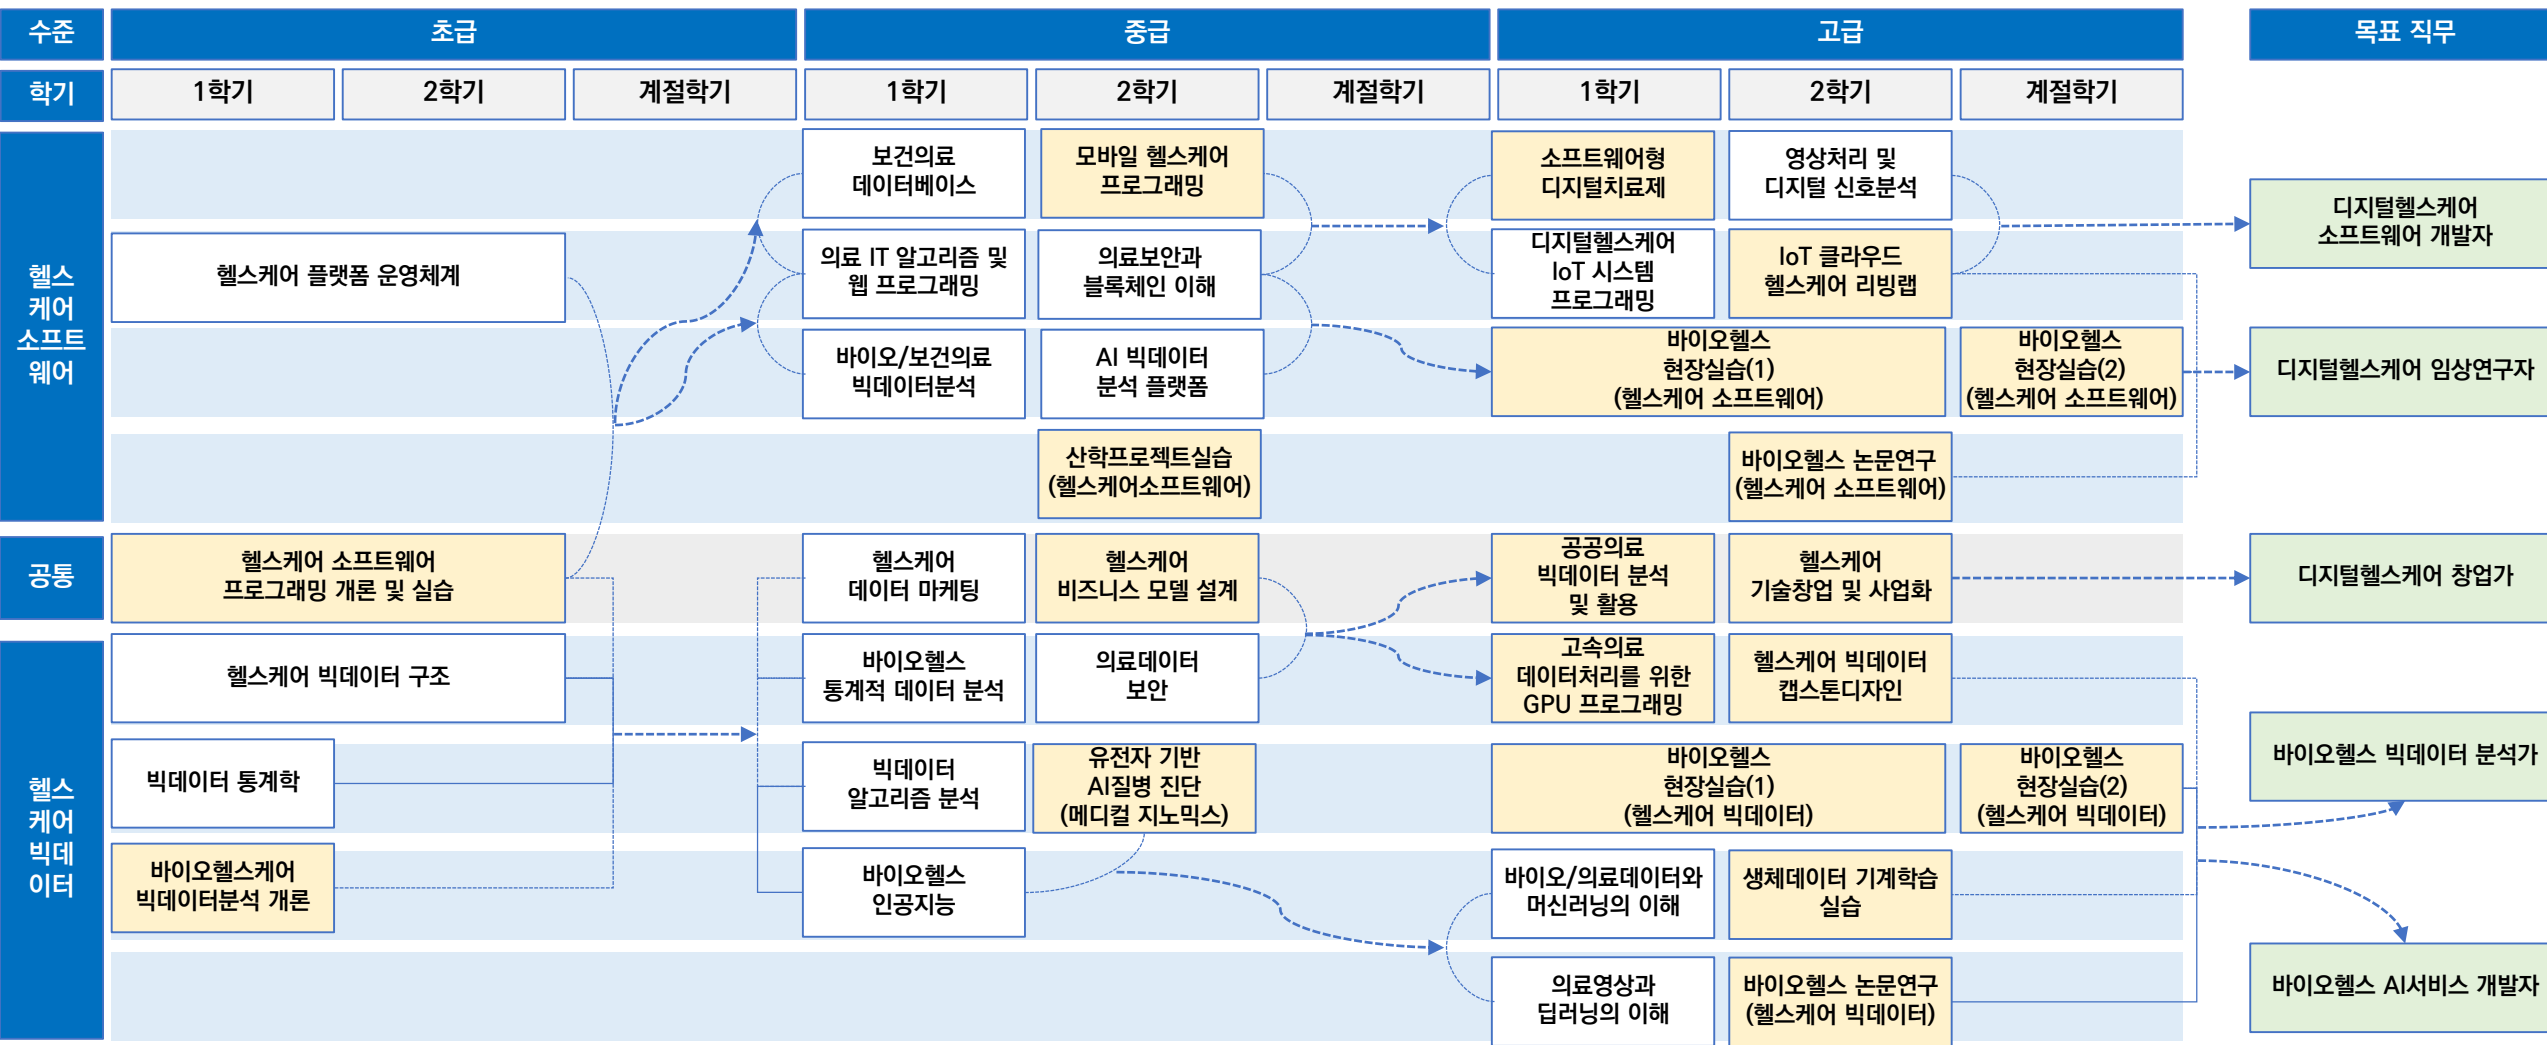 수준
초급
중급
고급
목표 직무
학기
1학기
2학기
계절학기
1학기
2학기
계절학기
1학기
2학기
계절학기
헬스
케어
소프트
웨어
헬스케어 플랫폼 운영체계
보건의료
데이터베이스
모바일 헬스케어
프로그래밍
소프트웨어형
디지털치료제
영상처리 및
디지털 신호분석
디지털헬스케어
소프트웨어 개발자
의료 IT 알고리즘 및
웹 프로그래밍
의료보안과
블록체인 이해
디지털헬스케어
IoT 시스템
프로그래밍
IoT 클라우드
헬스케어 리빙랩
바이오/보건의료
빅데이터분석
AI 빅데이터
분석 플랫폼
바이오헬스
현장실습(1)
(헬스케어 소프트웨어)
바이오헬스
현장실습(2)
(헬스케어 소프트웨어)
디지털헬스케어 임상연구자
산학프로젝트실습
(헬스케어소프트웨어)
바이오헬스 논문연구
(헬스케어 소프트웨어)
공통
헬스케어 소프트웨어
프로그래밍 개론 및 실습
헬스케어
데이터 마케팅
헬스케어
비즈니스 모델 설계
공공의료
빅데이터 분석
및 활용
헬스케어
기술창업 및 사업화
디지털헬스케어 창업가
헬스
케어
빅데
이터
헬스케어 빅데이터 구조
바이오헬스
통계적 데이터 분석
의료데이터
보안
고속의료
데이터처리를 위한
GPU 프로그래밍
헬스케어 빅데이터
캡스톤디자인
빅데이터 통계학
빅데이터
알고리즘 분석
유전자 기반
AI질병 진단
(메디컬 지노믹스)
바이오헬스
현장실습(1)
(헬스케어 빅데이터)
바이오헬스
현장실습(2)
(헬스케어 빅데이터)
바이오헬스 빅데이터 분석가
바이오헬스케어
빅데이터분석 개론
바이오헬스
인공지능
바이오/의료데이터와
머신러닝의 이해
생체데이터 기계학습
실습
의료영상과
딥러닝의 이해
바이오헬스 논문연구
(헬스케어 빅데이터)
바이오헬스 AI서비스 개발자